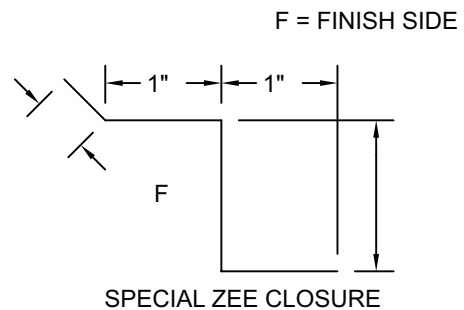 F = FINISH SIDE
1" 1"
F
SPECIAL ZEE CLOSURE